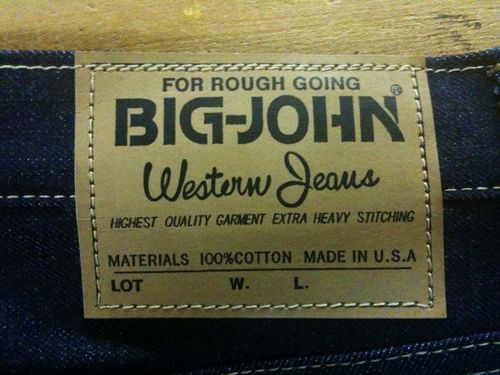 FOR ROUGH GOING
BIG-JOHN®
Western Jeans
HIGHEST QUALITY GARMENT EXTRA HEAVY STITCHING
MATERIALS 100%COTTON MADE IN U.S.A
LOT W. L.